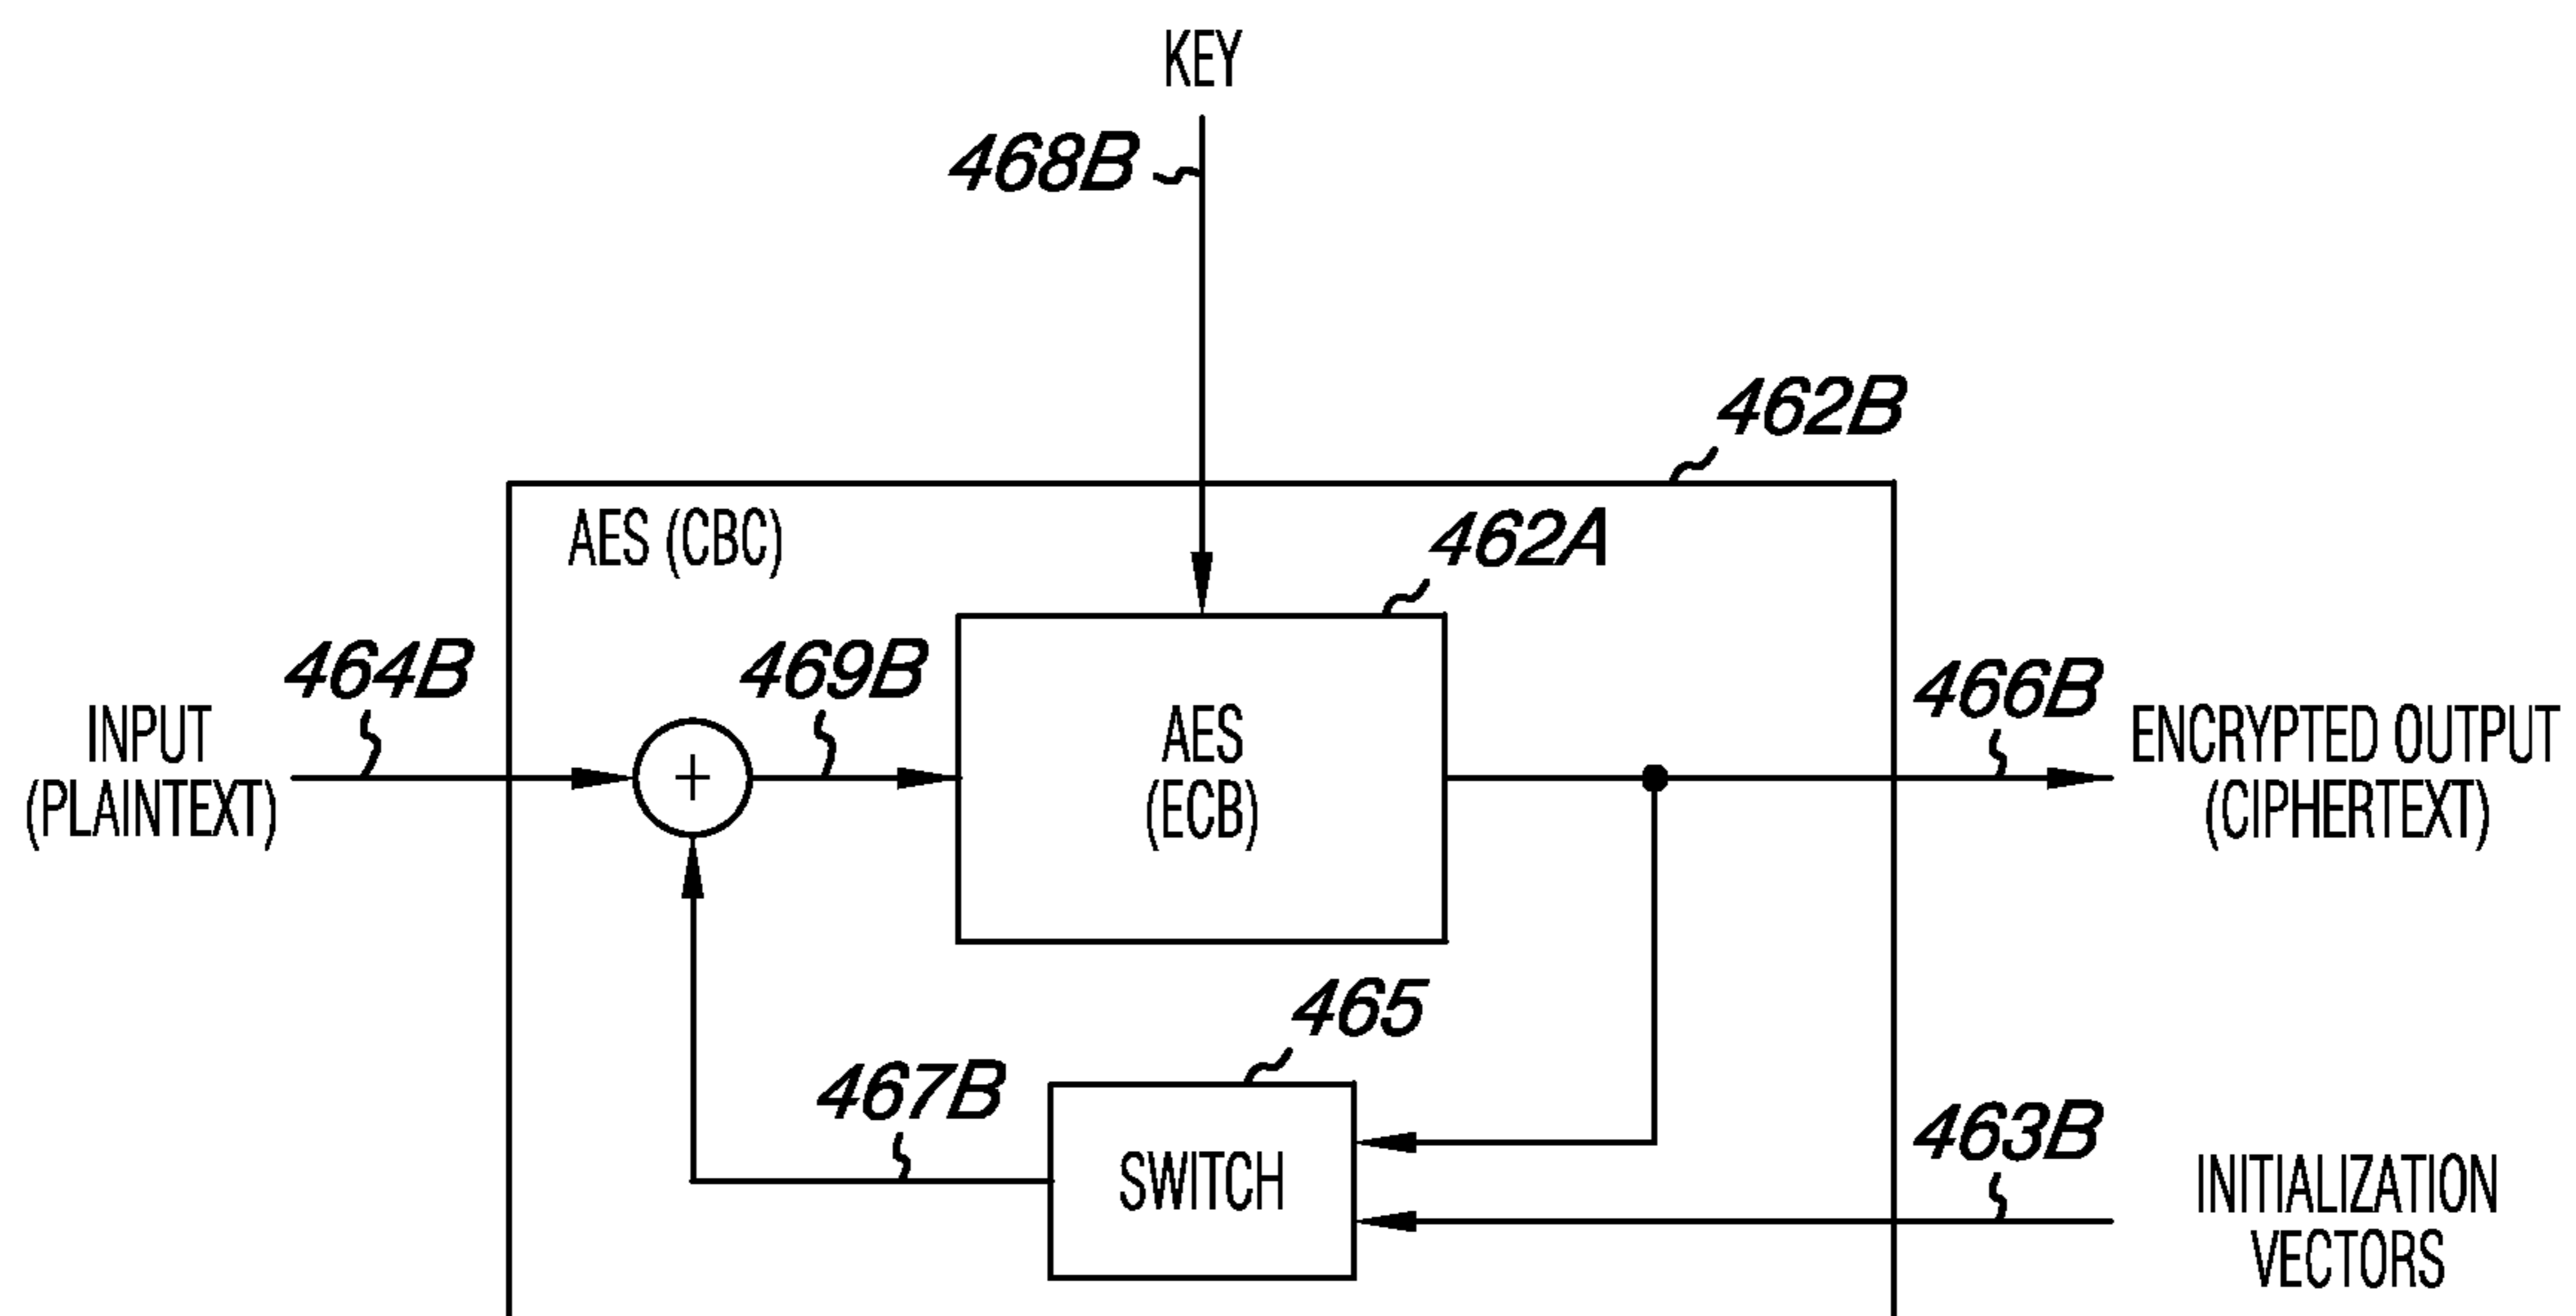 KEY
468B
462B
AES (CBC)
462A
464B
469B
466B
INPUT
(PLAINTEXT)
AES
(ECB)
ENCRYPTED OUTPUT
(CIPHERTEXT)
465
467B
463B
SWITCH
INITIALIZATION
VECTORS